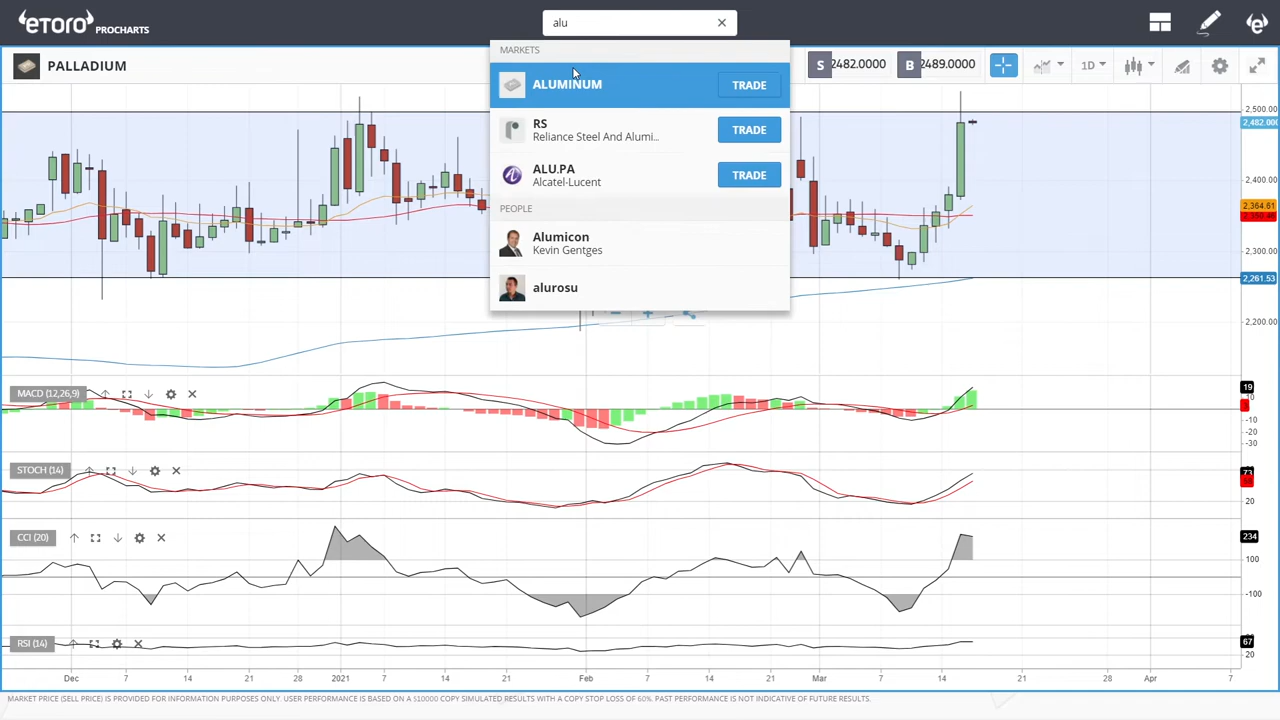 eToro PROCHARTS
alu
PALLADIUM
S 2482.0000 B 2489.0000 1D
MARKETS
ALUMINUM TRADE
RS
Reliance Steel And Alumi... TRADE
ALU.PA
Alcatel-Lucent TRADE
PEOPLE
Alumicon
Kevin Gentges
alurosu
2,500.00
2,482.000
2,400.00
2,364.61
2,300.00
2,261.53
2,200.00
MACD (12,26,9)
19
10
-10
-20
-30
STOCH (14)
73
20
CCI (20)
234
100
-100
RSI (14)
67
20
Dec 7 14 21 28 2021 7 14 21 Feb 7 14 Mar 7 14 21 28 Apr 7
MARKET PRICE (SELL PRICE) IS PROVIDED FOR INFORMATION PURPOSES ONLY. USER PERFORMANCE IS BASED ON A $10000 COPY SIMULATED RESULTS WITH A COPY STOP LOSS OF 60%. PAST PERFORMANCE IS NOT INDICATIVE OF FUTURE RESULTS.